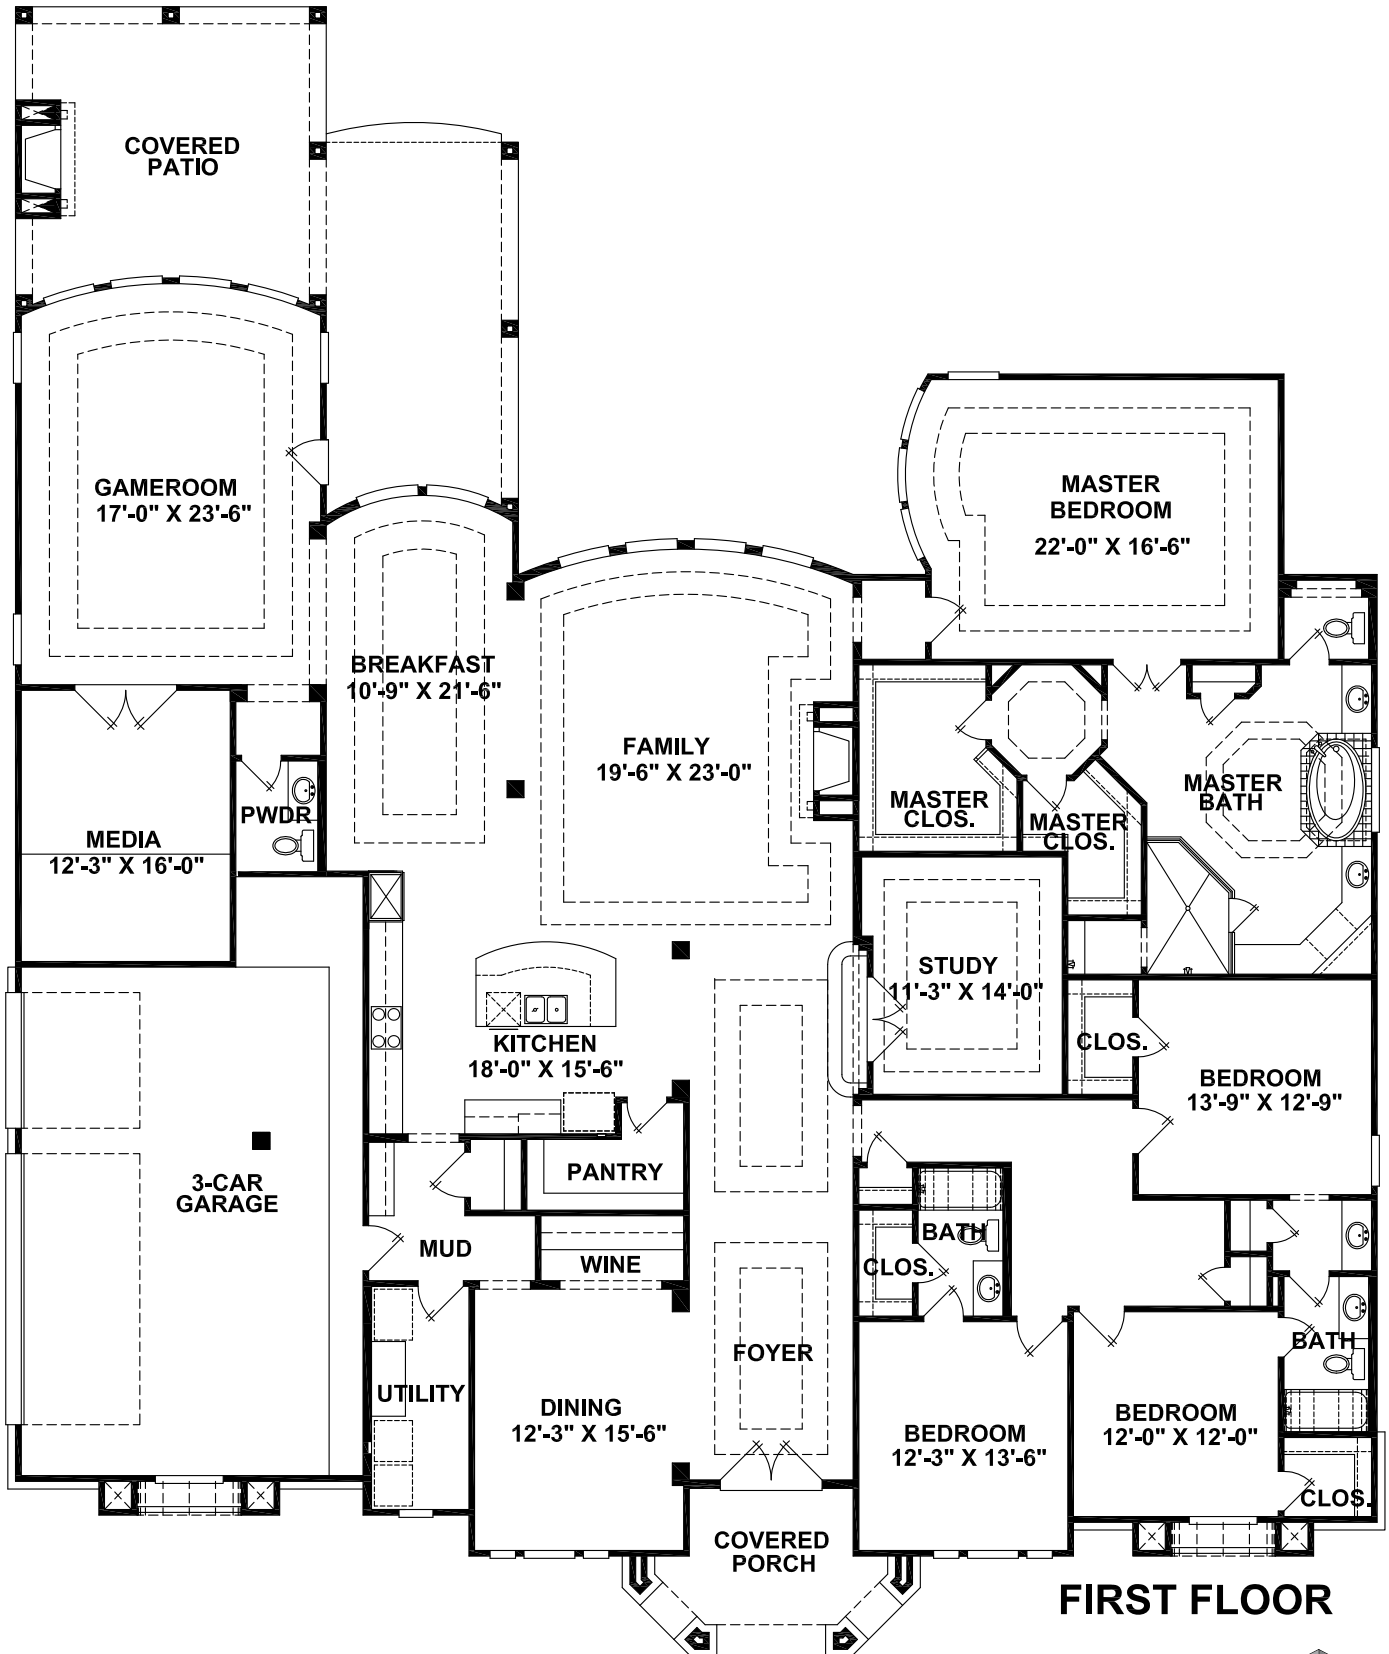 COVERED
PATIO
GAMEROOM
17'-0" X 23'-6"
MASTER
BEDROOM
22'-0" X 16'-6"
BREAKFAST
10'-9" X 21'-6"
FAMILY
19'-6" X 23'-0"
MASTER
CLOS.
MASTER
CLOS.
MASTER
BATH
PWDR
MEDIA
12'-3" X 16'-0"
STUDY
11'-3" X 14'-0"
KITCHEN
18'-0" X 15'-6"
CLOS.
BEDROOM
13'-9" X 12'-9"
3-CAR
GARAGE
PANTRY
MUD
WINE
BATH
CLOS.
FOYER
BATH
UTILITY
DINING
12'-3" X 15'-6"
BEDROOM
12'-3" X 13'-6"
BEDROOM
12'-0" X 12'-0"
CLOS.
COVERED
PORCH
FIRST FLOOR